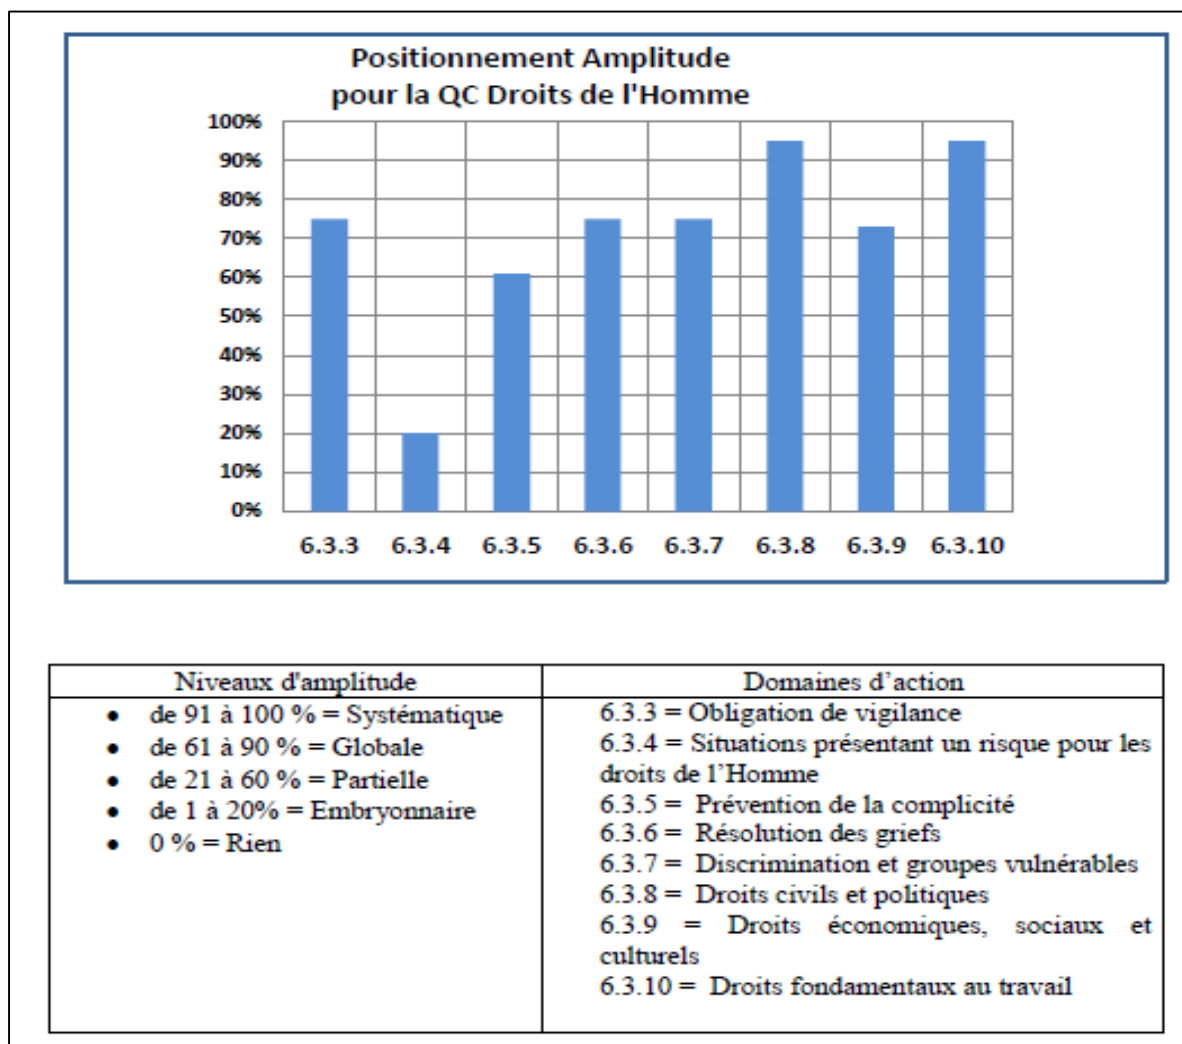 Positionnement Amplitude
pour la QC Droits de l'Homme
100%
90%
80%
70%
60%
50%
40%
30%
20%
10%
0%
6.3.3 6.3.4 6.3.5 6.3.6 6.3.7 6.3.8 6.3.9 6.3.10
Niveaux d'amplitude
• de 91 à 100 % = Systématique
• de 61 à 90 % = Globale
• de 21 à 60 % = Partielle
• de 1 à 20% = Embryonnaire
• 0 % = Rien
Domaines d’action
6.3.3 = Obligation de vigilance
6.3.4 = Situations présentant un risque pour les
droits de l’Homme
6.3.5 = Prévention de la complicité
6.3.6 = Résolution des griefs
6.3.7 = Discrimination et groupes vulnérables
6.3.8 = Droits civils et politiques
6.3.9 = Droits économiques, sociaux et
culturels
6.3.10 = Droits fondamentaux au travail